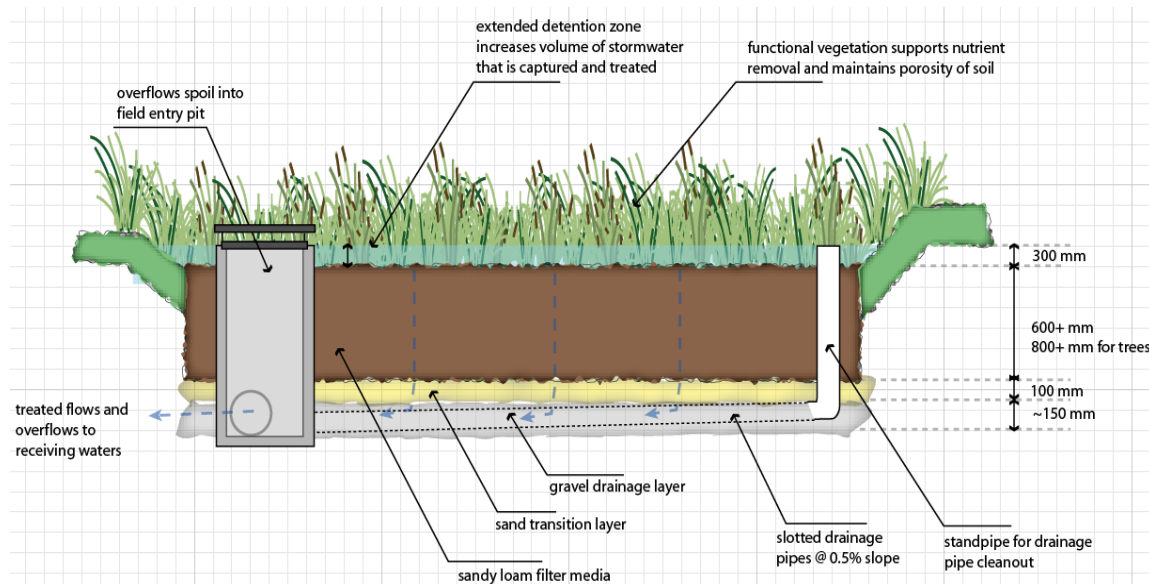 extended detention zone
increases volume of stormwater
that is captured and treated
functional vegetation supports nutrient
removal and maintains porosity of soil
overflows spoil into
field entry pit
300 mm
600+ mm
800+ mm for trees
100 mm
~150 mm
treated flows and
overflows to
receiving waters
gravel drainage layer
sand transition layer
slotted drainage
pipes @ 0.5% slope
standpipe for drainage
pipe cleanout
sandy loam filter media